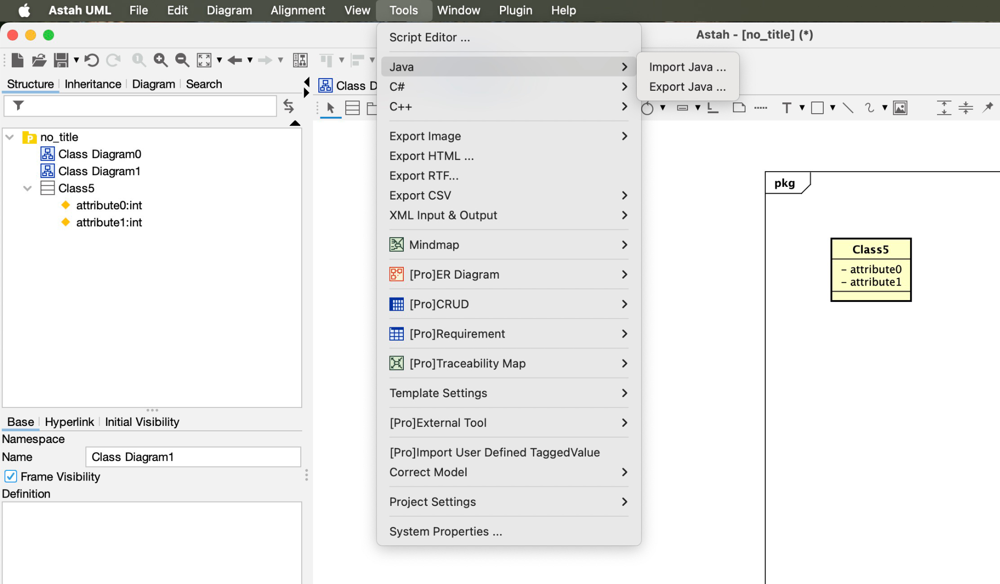 Astah UML File Edit Diagram Alignment View Tools Window Plugin Help
Astah - [no_title] (*)
Structure Inheritance Diagram Search
Class D
no_title
Class Diagram0
Class Diagram1
Class5
attribute0:int
attribute1:int
Base Hyperlink Initial Visibility
Namespace
Name Class Diagram1
Frame Visibility
Definition
Script Editor ...
Java
C#
C++
Export Image
Export HTML ...
Export RTF...
Export CSV
XML Input & Output
Mindmap
[Pro]ER Diagram
[Pro]CRUD
[Pro]Requirement
[Pro]Traceability Map
Template Settings
[Pro]External Tool
[Pro]Import User Defined TaggedValue
Correct Model
Project Settings
System Properties ...
Import Java ...
Export Java ...
T
pkg
Class5
- attribute0
- attribute1